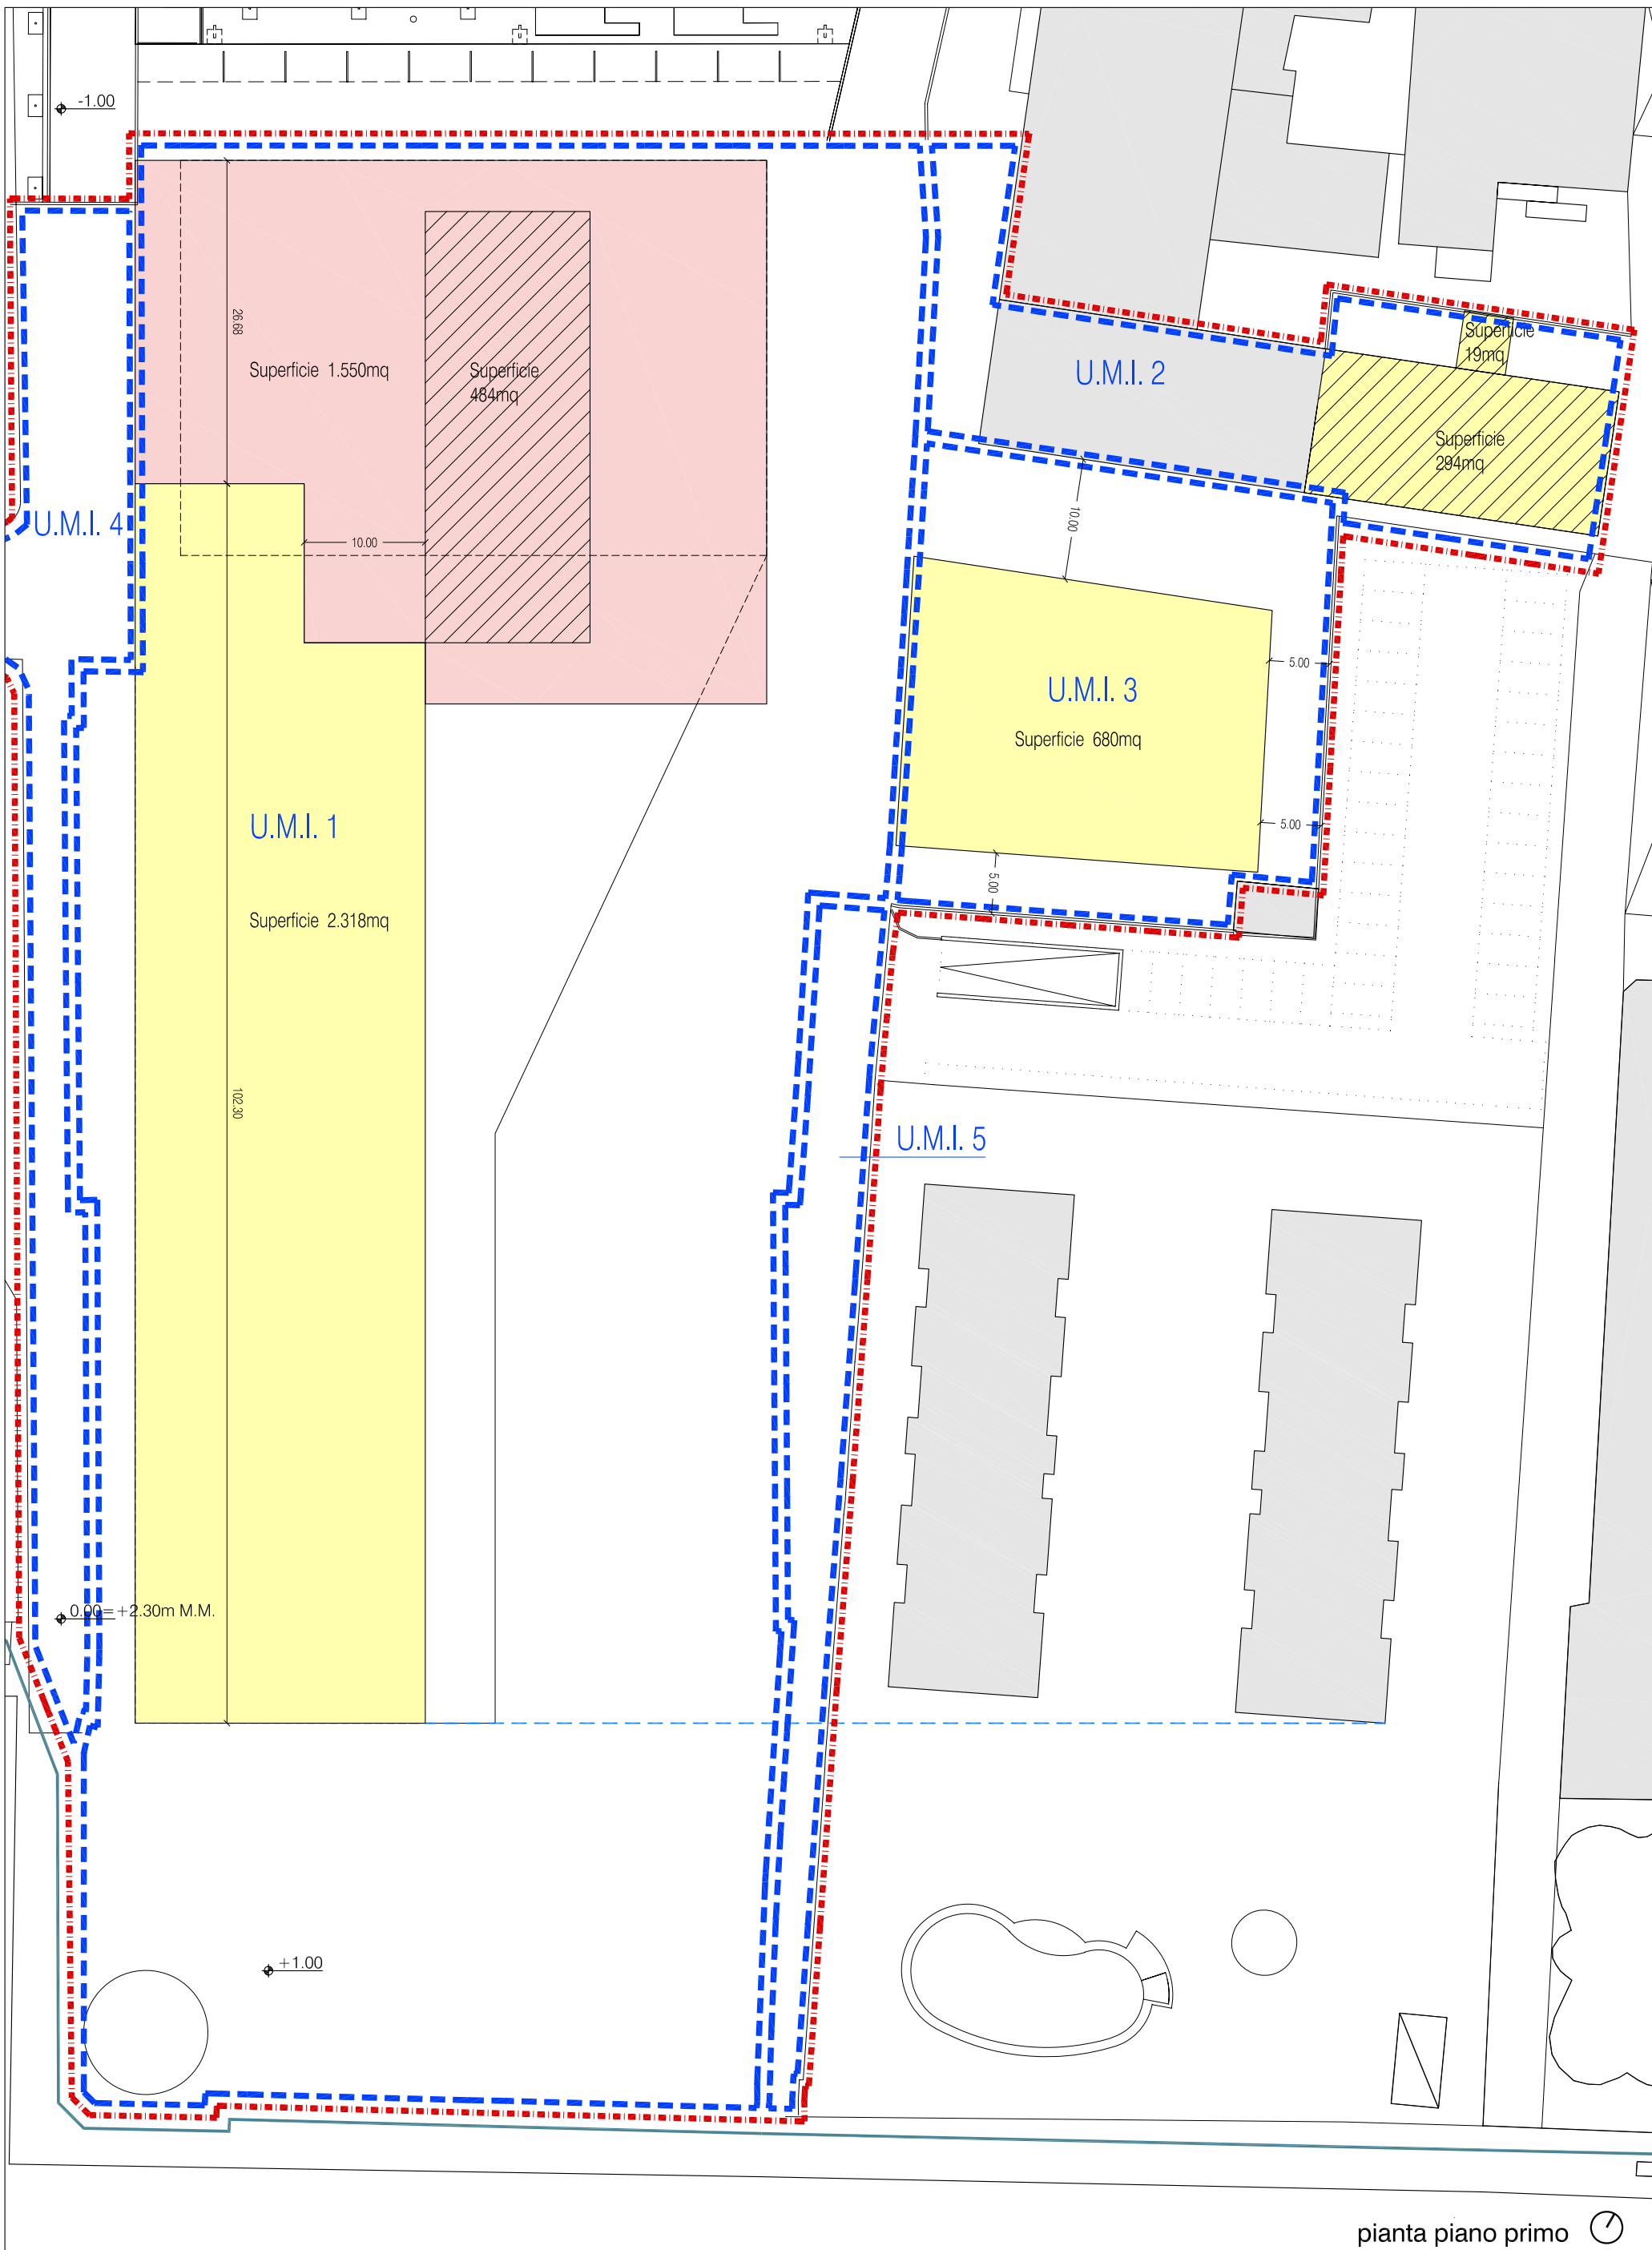 -1.00
26.68
Superficie 1.550mq
Superficie
484mq
U.M.I. 2
Superficie
19mq
Superficie
294mq
U.M.I. 4
10.00
10.00
5.00
U.M.I. 3
Superficie 680mq
U.M.I. 1
5.00
5.00
Superficie 2.318mq
102.30
U.M.I. 5
0.00=+2.30m M.M.
+1.00
pianta piano primo